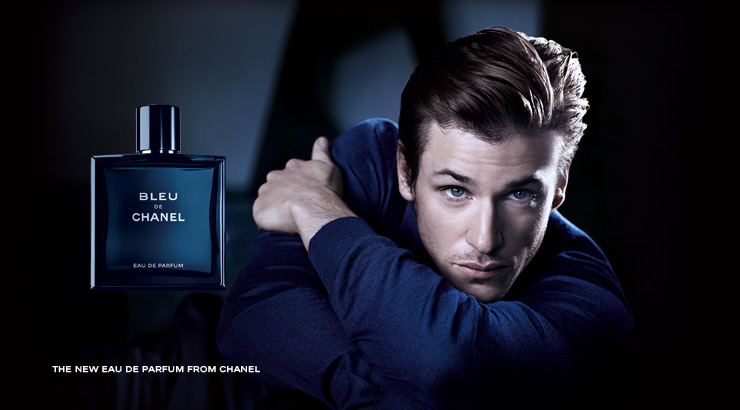 BLEU
DE
CHANEL
EAU DE PARFUM
THE NEW EAU DE PARFUM FROM CHANEL